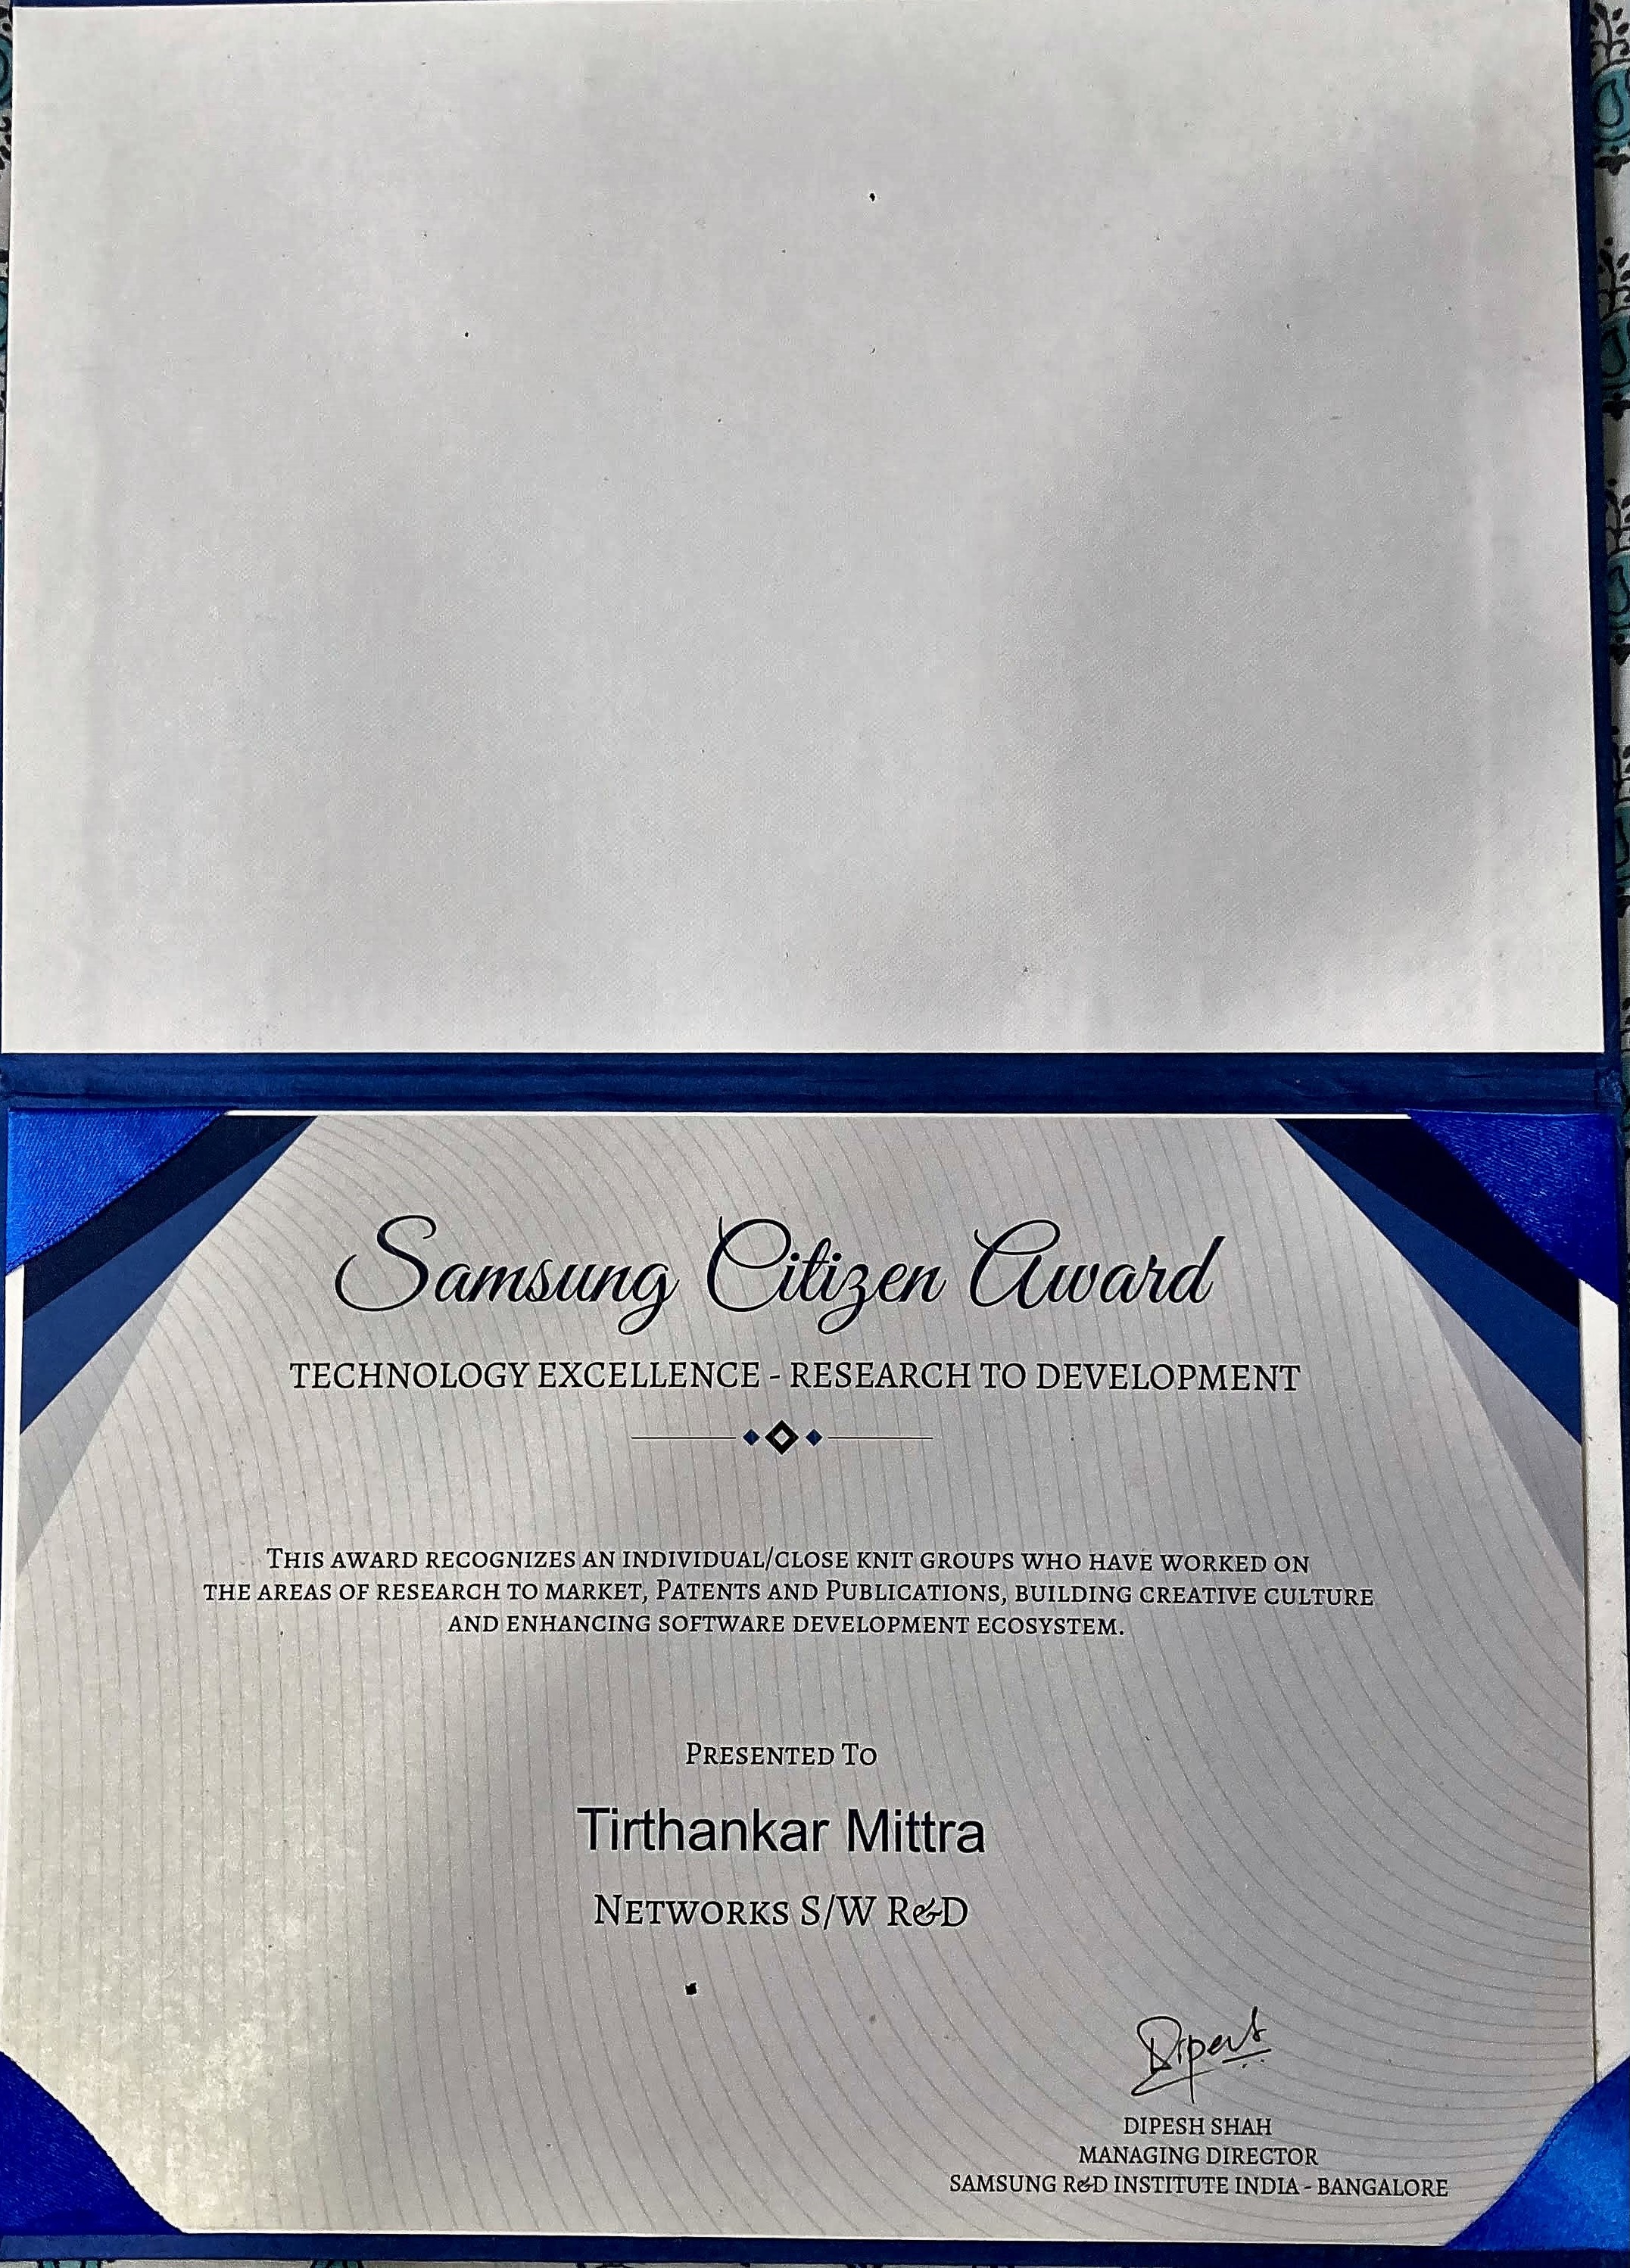 Samsung Citizen Award
TECHNOLOGY EXCELLENCE - RESEARCH TO DEVELOPMENT
THIS AWARD RECOGNIZES AN INDIVIDUAL/CLOSE KNIT GROUPS WHO HAVE WORKED ON
THE AREAS OF RESEARCH TO MARKET, PATENTS AND PUBLICATIONS, BUILDING CREATIVE CULTURE
AND ENHANCING SOFTWARE DEVELOPMENT ECOSYSTEM.
PRESENTED TO
Tirthankar Mittra
NETWORKS S/W R&D
Dipesh
DIPESH SHAH
MANAGING DIRECTOR
SAMSUNG R&D INSTITUTE INDIA - BANGALORE